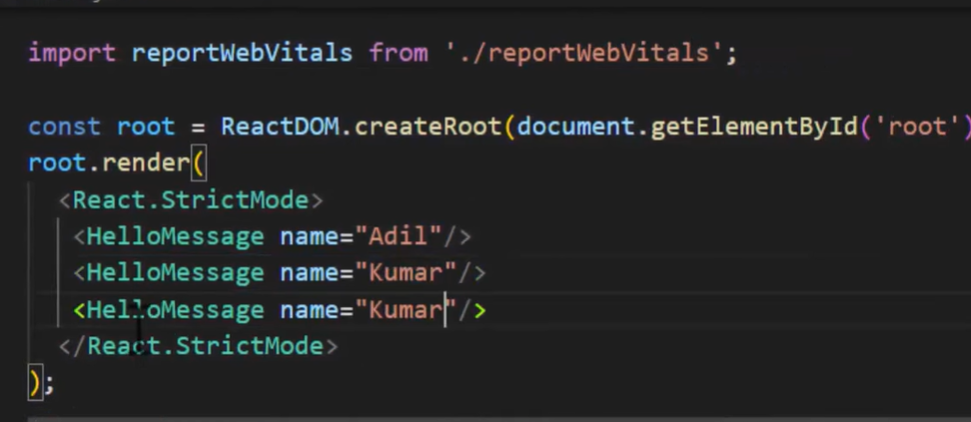 import reportWebVitals from './reportWebVitals';
const root = ReactDOM.createRoot(document.getElementById('root')
root.render(
<React.StrictMode>
<HelloMessage name="Adil"/>
<HelloMessage name="Kumar"/>
<HelloMessage name="Kumar"/>
</React.StrictMode>
);